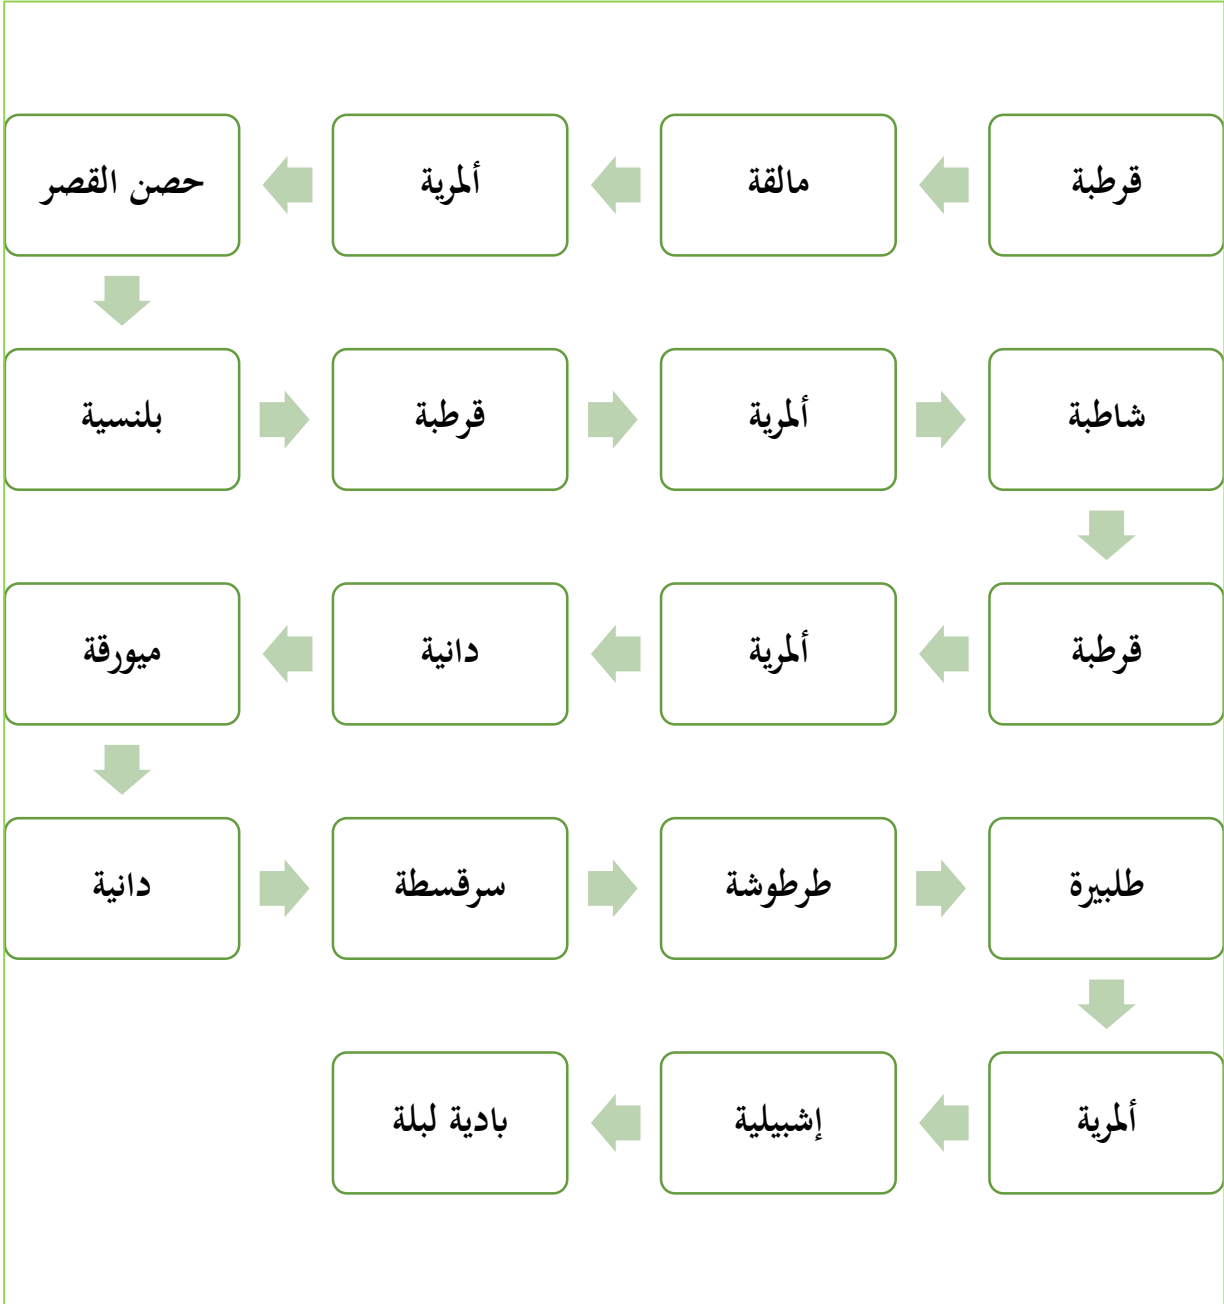 قرطبة
مالقة
ألمرية
حصن القصر
بلنسية
قرطبة
ألمرية
شاطبة
قرطبة
ألمرية
دانية
ميورقة
دانية
سرقسطة
طرطوشة
طلبيرة
ألمرية
إشبيلية
بادية لبلة